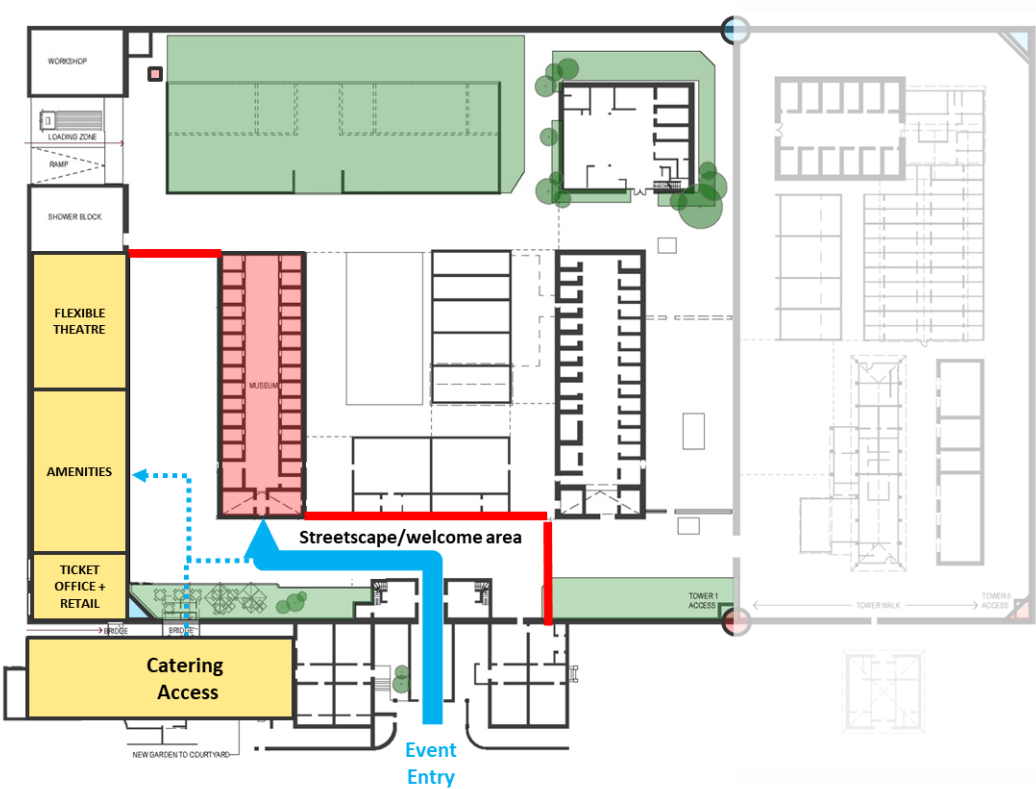 WORKSHOP
LOADING ZONE
RAMP
SHOWER BLOCK
FLEXIBLE
THEATRE
MUSEUM
AMENITIES
Streetscape/welcome area
TICKET
OFFICE +
RETAIL
TOWER 1
ACCESS
TOWER WALK
TOWER 6
ACCESS
BRIDGE
BRIDGE
Catering
Access
NEW GARDEN TO COURTYARD
Event
Entry